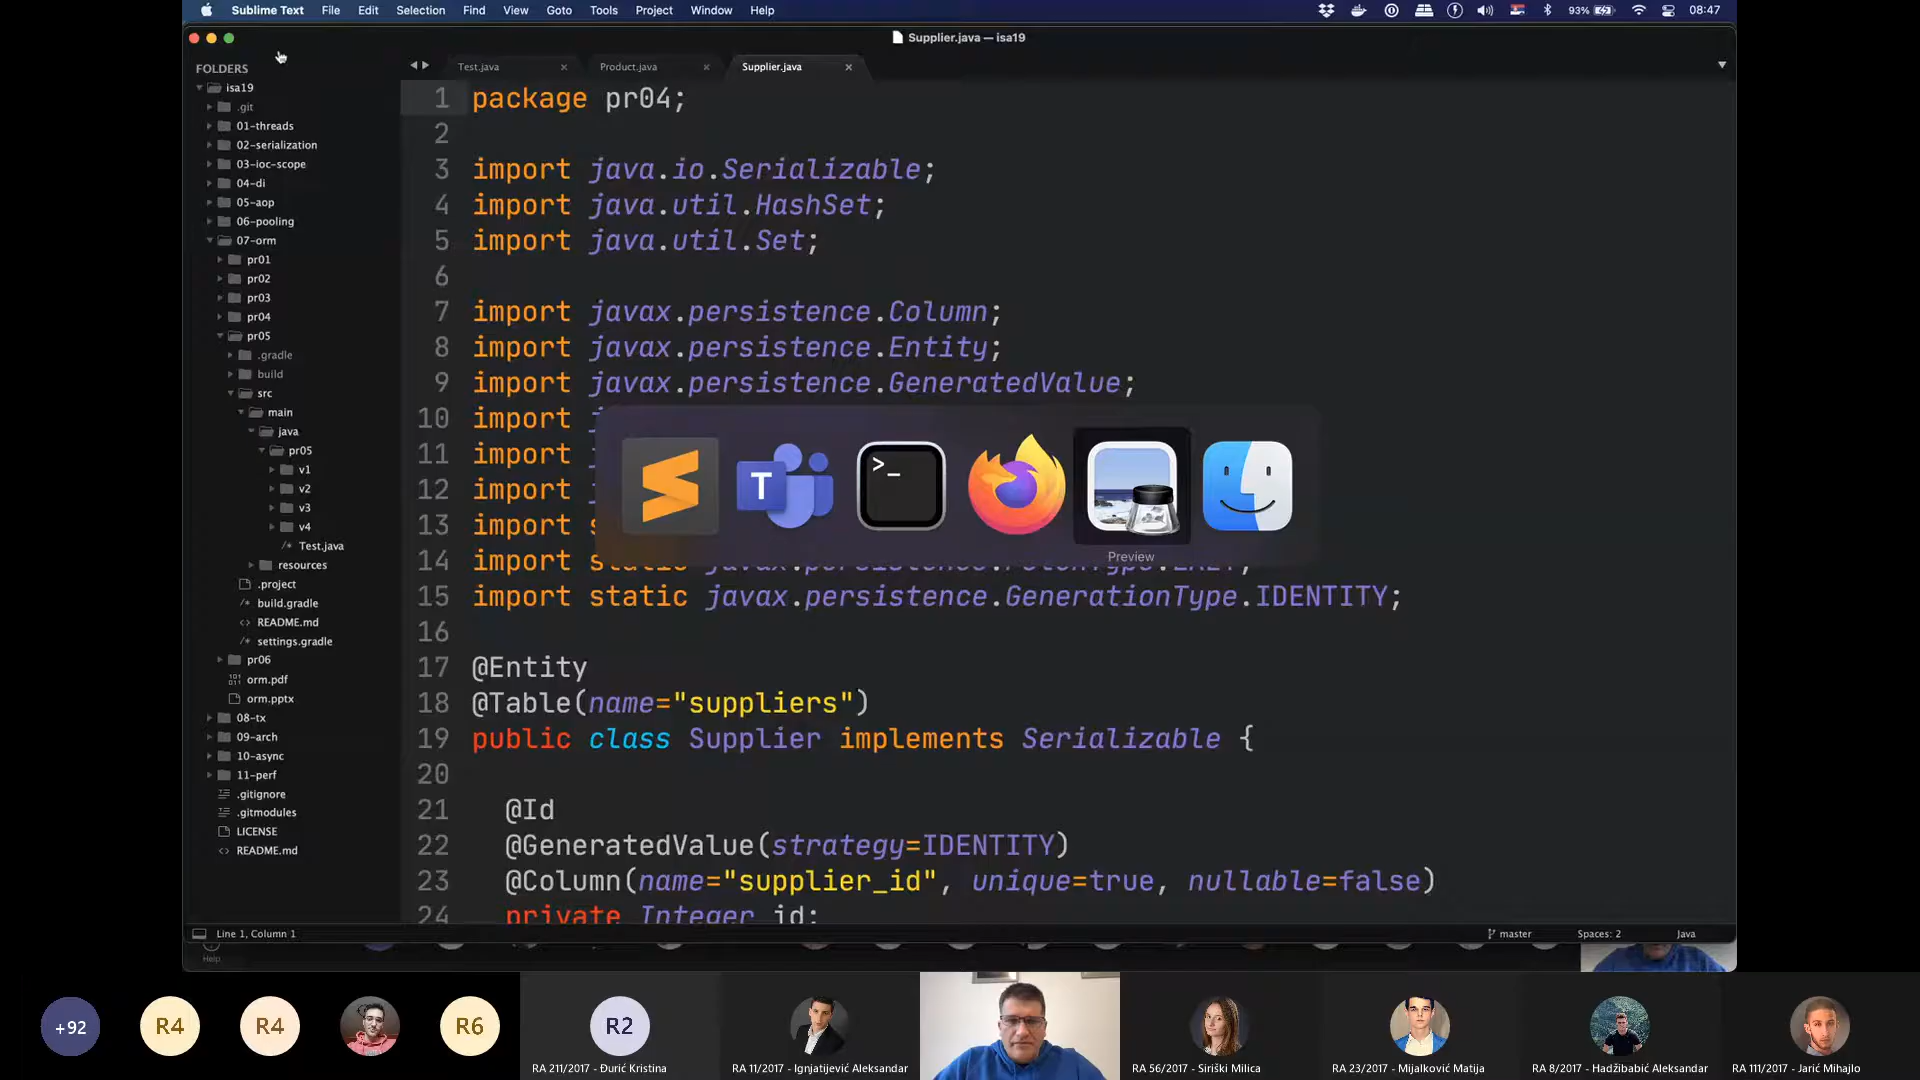 Sublime Text File Edit Selection Find View Goto Tools Project Window Help 93% 08:47
Supplier.java — isa19
FOLDERS
isa19
.git
01-threads
02-serialization
03-ioc-scope
04-di
05-aop
06-pooling
07-orm
pr01
pr02
pr03
pr04
pr05
.gradle
build
src
main
java
pr05
v1
v2
v3
v4
Test.java
resources
.project
build.gradle
README.md
settings.gradle
pr06
orm.pdf
orm.pptx
08-tx
09-arch
10-async
11-perf
.gitignore
.gitmodules
LICENSE
README.md
Test.java Product.java Supplier.java
1 package pr04;
2
3 import java.io.Serializable;
4 import java.util.HashSet;
5 import java.util.Set;
6
7 import javax.persistence.Column;
8 import javax.persistence.Entity;
9 import javax.persistence.GeneratedValue;
10 import
11 import
12 import
13 import
14 import static
15 import static javax.persistence.GenerationType.IDENTITY;
16
17 @Entity
18 @Table(name="suppliers")
19 public class Supplier implements Serializable {
20
21 @Id
22 @GeneratedValue(strategy=IDENTITY)
23 @Column(name="supplier_id", unique=true, nullable=false)
24 private Integer id;
T
>_
Preview
Line 1, Column 1 master Spaces: 2 Java
Help
+92 R4 R4 R6 R2
RA 211/2017 - Đurić Kristina
RA 11/2017 - Ignjatijević Aleksandar
RA 56/2017 - Siriški Milica
RA 23/2017 - Mijalković Matija
RA 8/2017 - Hadžibabić Aleksandar
RA 111/2017 - Jarić Mihajlo